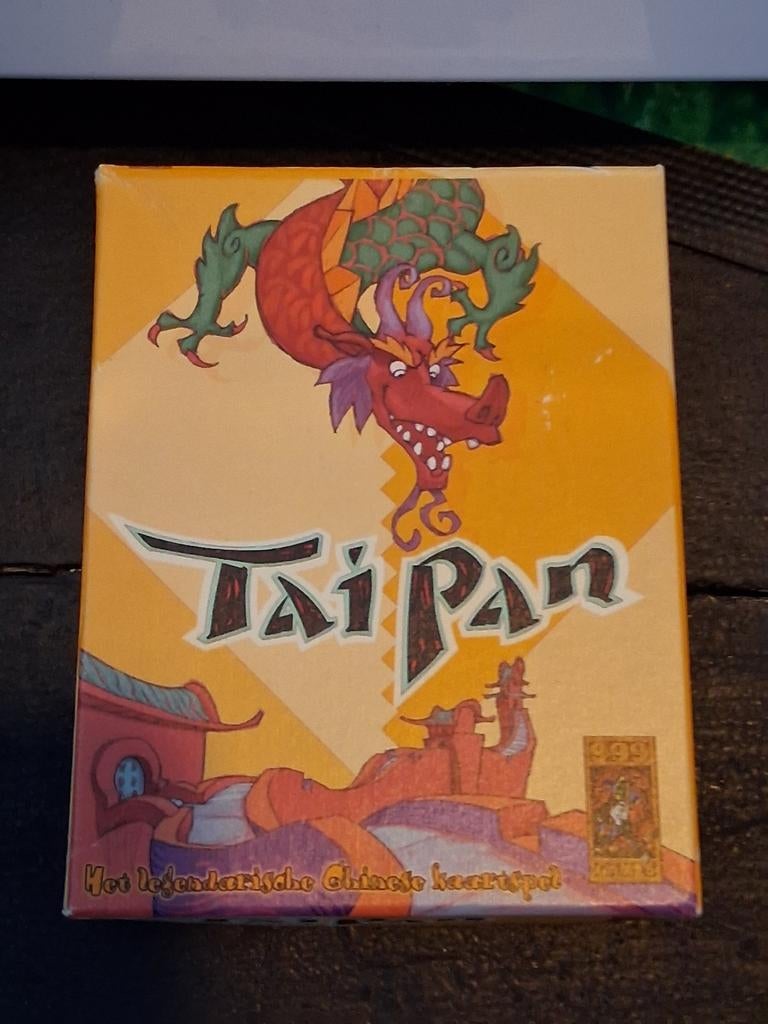 Tai Pan
Het legendarische Chinese kaartspel
999
GAMES